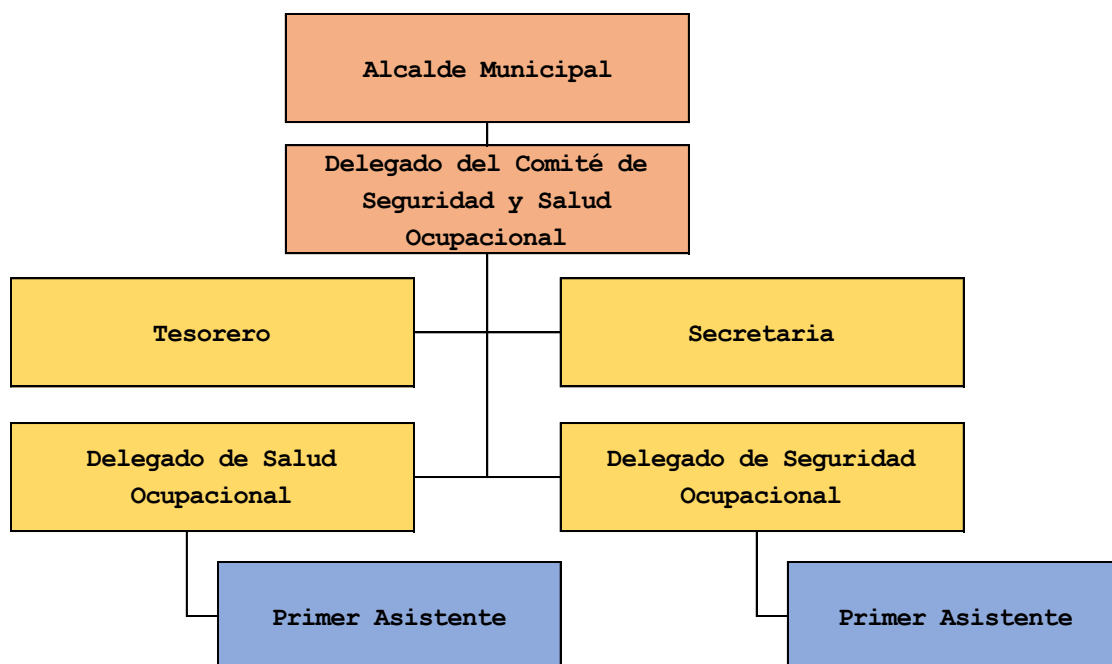 Alcalde Municipal
Delegado del Comité de
Seguridad y Salud
Ocupacional
Tesorero
Secretaria
Delegado de Salud
Ocupacional
Delegado de Seguridad
Ocupacional
Primer Asistente
Primer Asistente